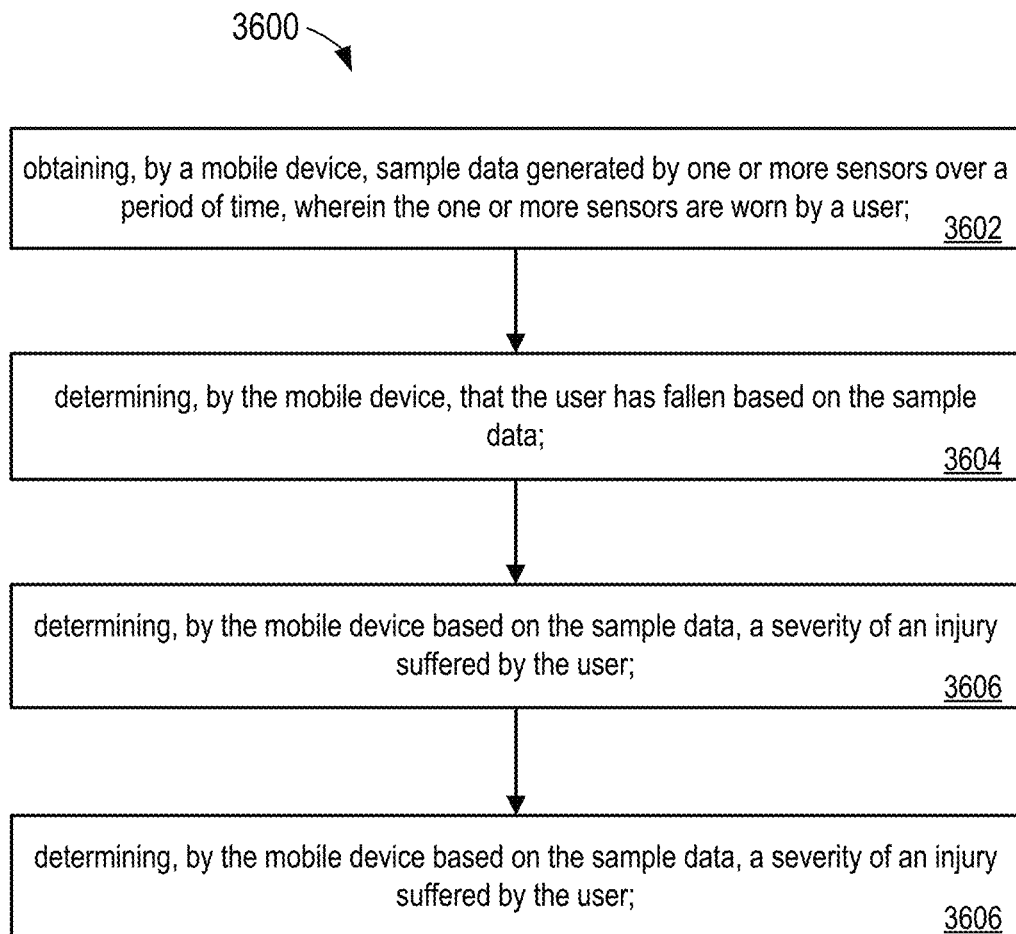 3600
obtaining, by a mobile device, sample data generated by one or more sensors over a
period of time, wherein the one or more sensors are worn by a user;
3602
determining, by the mobile device, that the user has fallen based on the sample
data;
3604
determining, by the mobile device based on the sample data, a severity of an injury
suffered by the user;
3606
determining, by the mobile device based on the sample data, a severity of an injury
suffered by the user;
3606